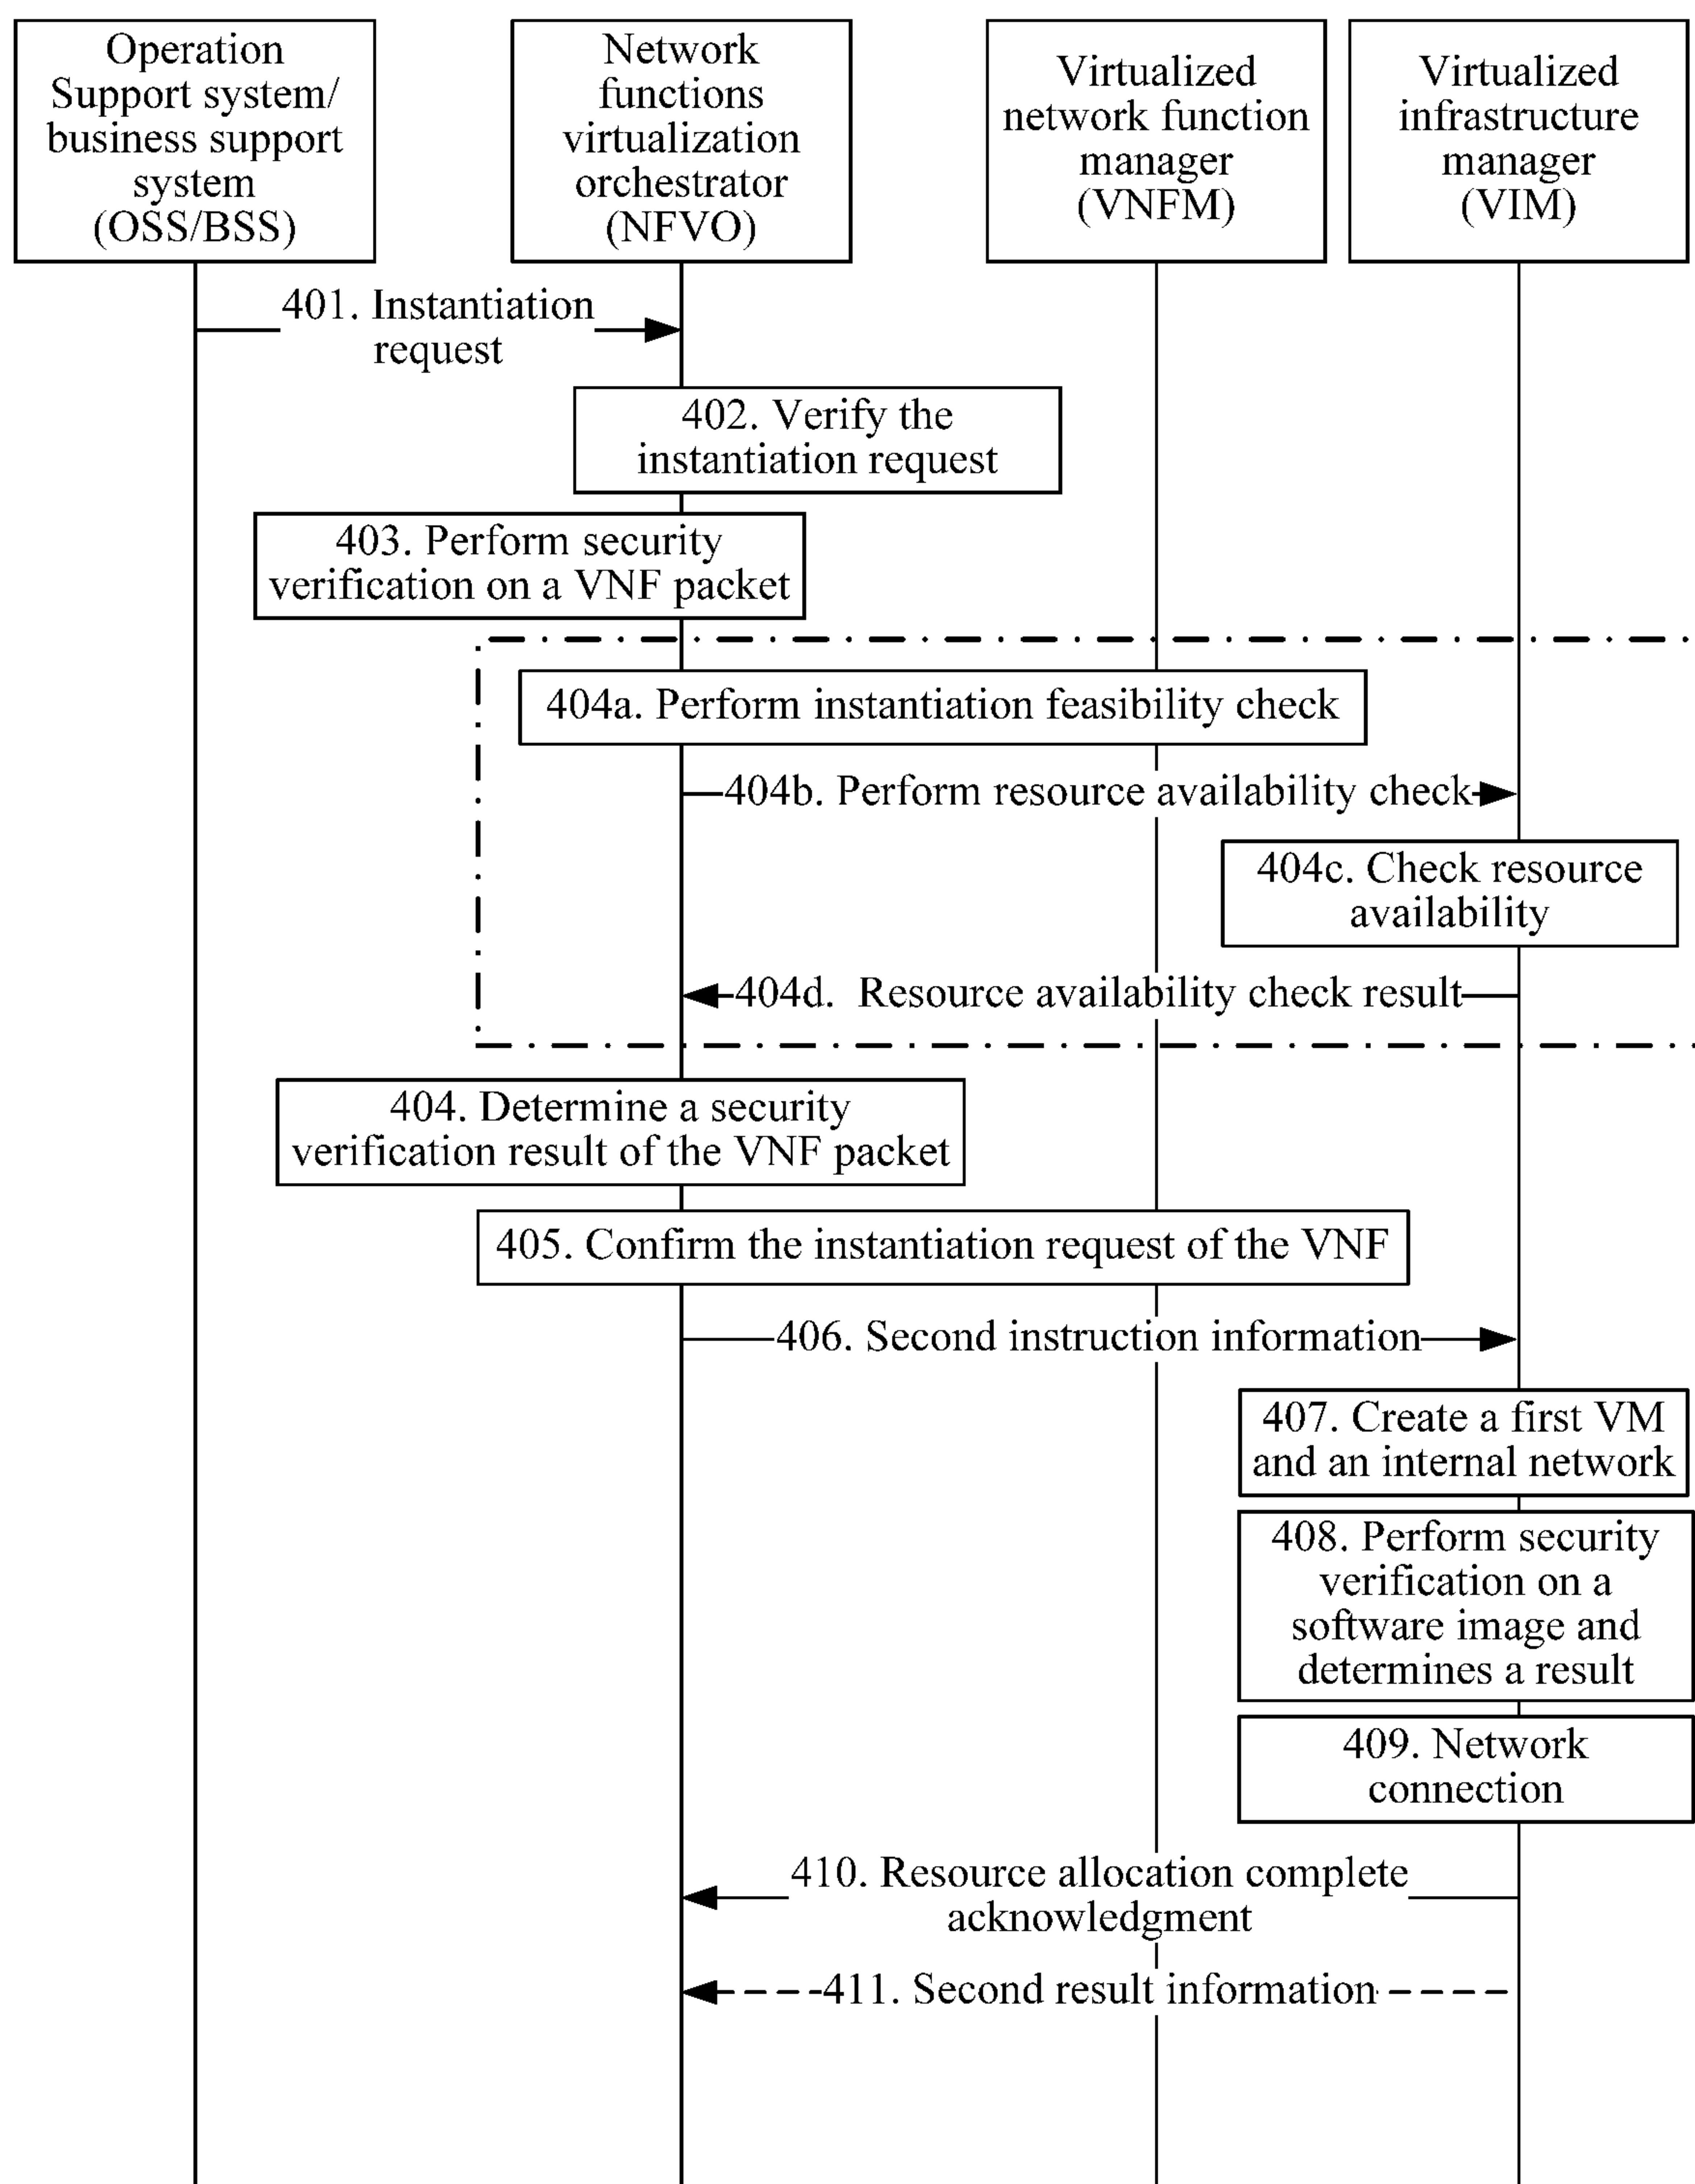 Operation
Support system/
business support
system
(OSS/BSS)
Network
functions
virtualization
orchestrator
(NFVO)
Virtualized
network function
manager
(VNFM)
Virtualized
infrastructure
manager
(VIM)
401. Instantiation
request
402. Verify the
instantiation request
403. Perform security
verification on a VNF packet
404a. Perform instantiation feasibility check
404b. Perform resource availability check
404c. Check resource
availability
404d. Resource availability check result
404. Determine a security
verification result of the VNF packet
405. Confirm the instantiation request of the VNF
406. Second instruction information
407. Create a first VM
and an internal network
408. Perform security
verification on a
software image and
determines a result
409. Network
connection
410. Resource allocation complete
acknowledgment
411. Second result information